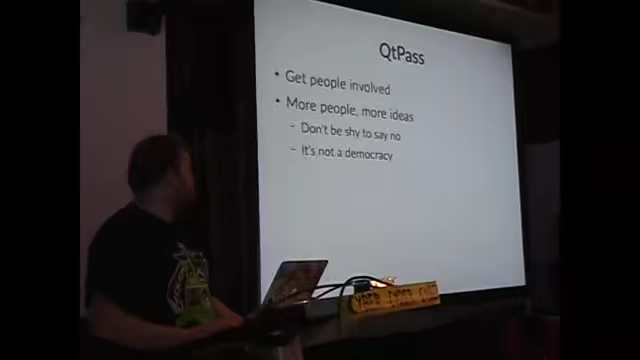 QtPass
• Get people involved
• More people, more ideas
– Don't be shy to say no
– It's not a democracy